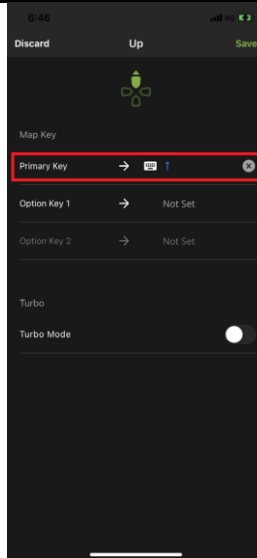 6:46 4G
Discard Up Save
Map Key
Primary Key → ↑
Option Key 1 → Not Set
Option Key 2 → Not Set
Turbo
Turbo Mode